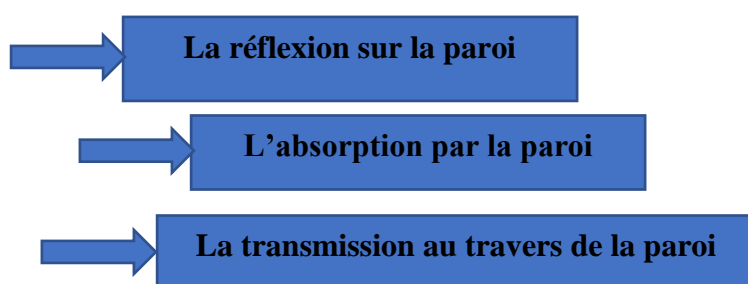 La réflexion sur la paroi
L’absorption par la paroi
La transmission au travers de la paroi